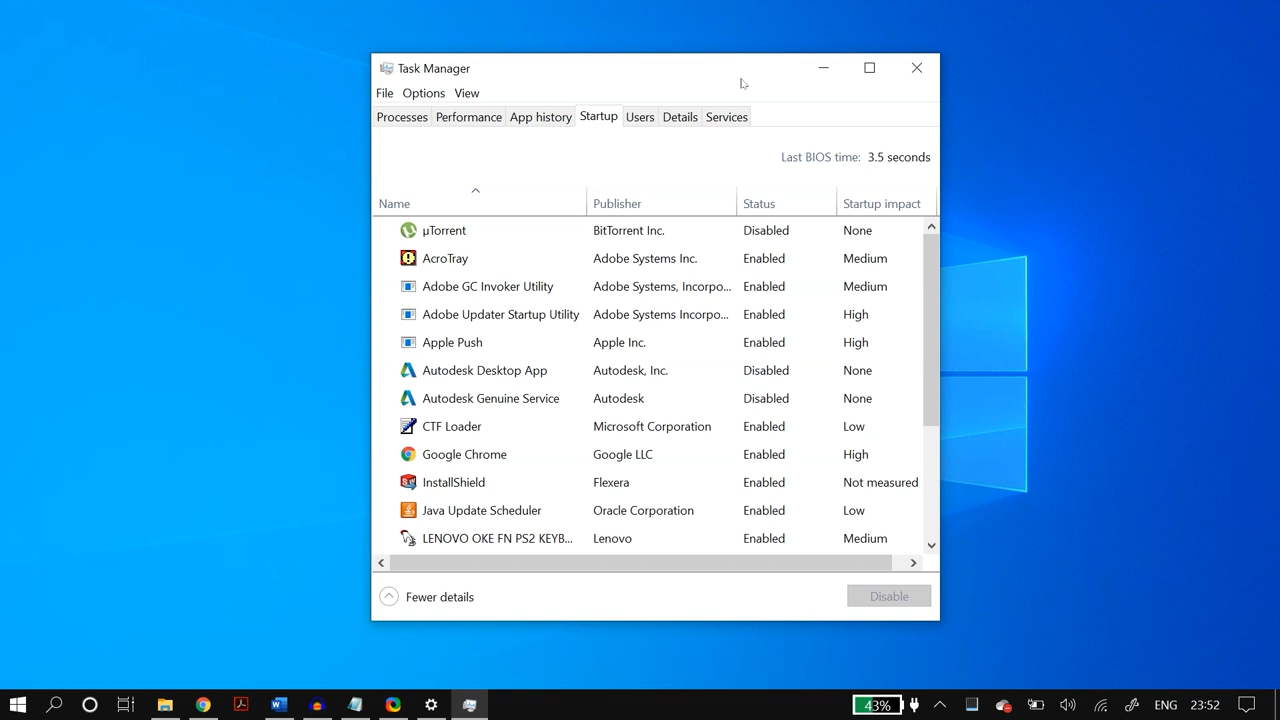 Task Manager
File Options View
Processes Performance App history Startup Users Details Services
Last BIOS time: 3.5 seconds
Name Publisher Status Startup impact
µTorrent BitTorrent Inc. Disabled None
AcroTray Adobe Systems Inc. Enabled Medium
Adobe GC Invoker Utility Adobe Systems, Incorpo... Enabled Medium
Adobe Updater Startup Utility Adobe Systems Incorpo... Enabled High
Apple Push Apple Inc. Enabled High
Autodesk Desktop App Autodesk, Inc. Disabled None
Autodesk Genuine Service Autodesk Disabled None
CTF Loader Microsoft Corporation Enabled Low
Google Chrome Google LLC Enabled High
InstallShield Flexera Enabled Not measured
Java Update Scheduler Oracle Corporation Enabled Low
LENOVO OKE FN PS2 KEYB... Lenovo Enabled Medium
Fewer details Disable
43% ENG 23:52